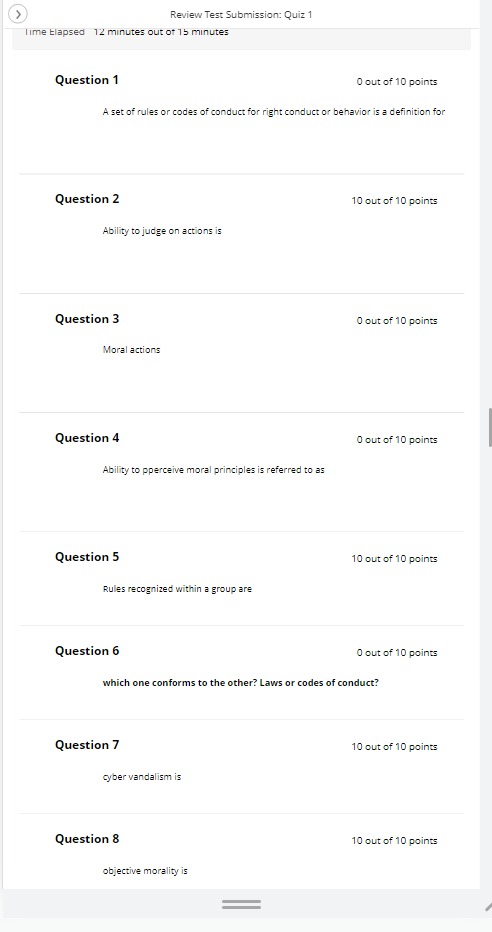 Review Test Submission: Quiz 1
Time Elapsed 12 minutes out of 15 minutes
Question 1
0 out of 10 points
A set of rules or codes of conduct for right conduct or behavior is a definition for
Question 2
10 out of 10 points
Ability to judge on actions is
Question 3
0 out of 10 points
Moral actions
Question 4
0 out of 10 points
Ability to pperceive moral principles is referred to as
Question 5
10 out of 10 points
Rules recognized within a group are
Question 6
0 out of 10 points
which one conforms to the other? Laws or codes of conduct?
Question 7
10 out of 10 points
cyber vandalism is
Question 8
10 out of 10 points
objective morality is